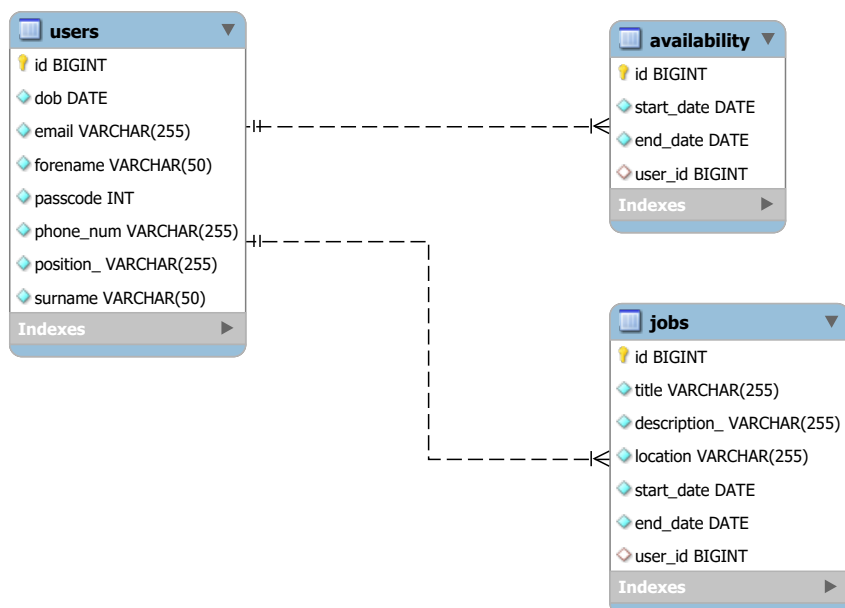 users
id BIGINT
dob DATE
email VARCHAR(255)
forename VARCHAR(50)
passcode INT
phone_num VARCHAR(255)
position_ VARCHAR(255)
surname VARCHAR(50)
Indexes
availability
id BIGINT
start_date DATE
end_date DATE
user_id BIGINT
Indexes
jobs
id BIGINT
title VARCHAR(255)
description_ VARCHAR(255)
location VARCHAR(255)
start_date DATE
end_date DATE
user_id BIGINT
Indexes